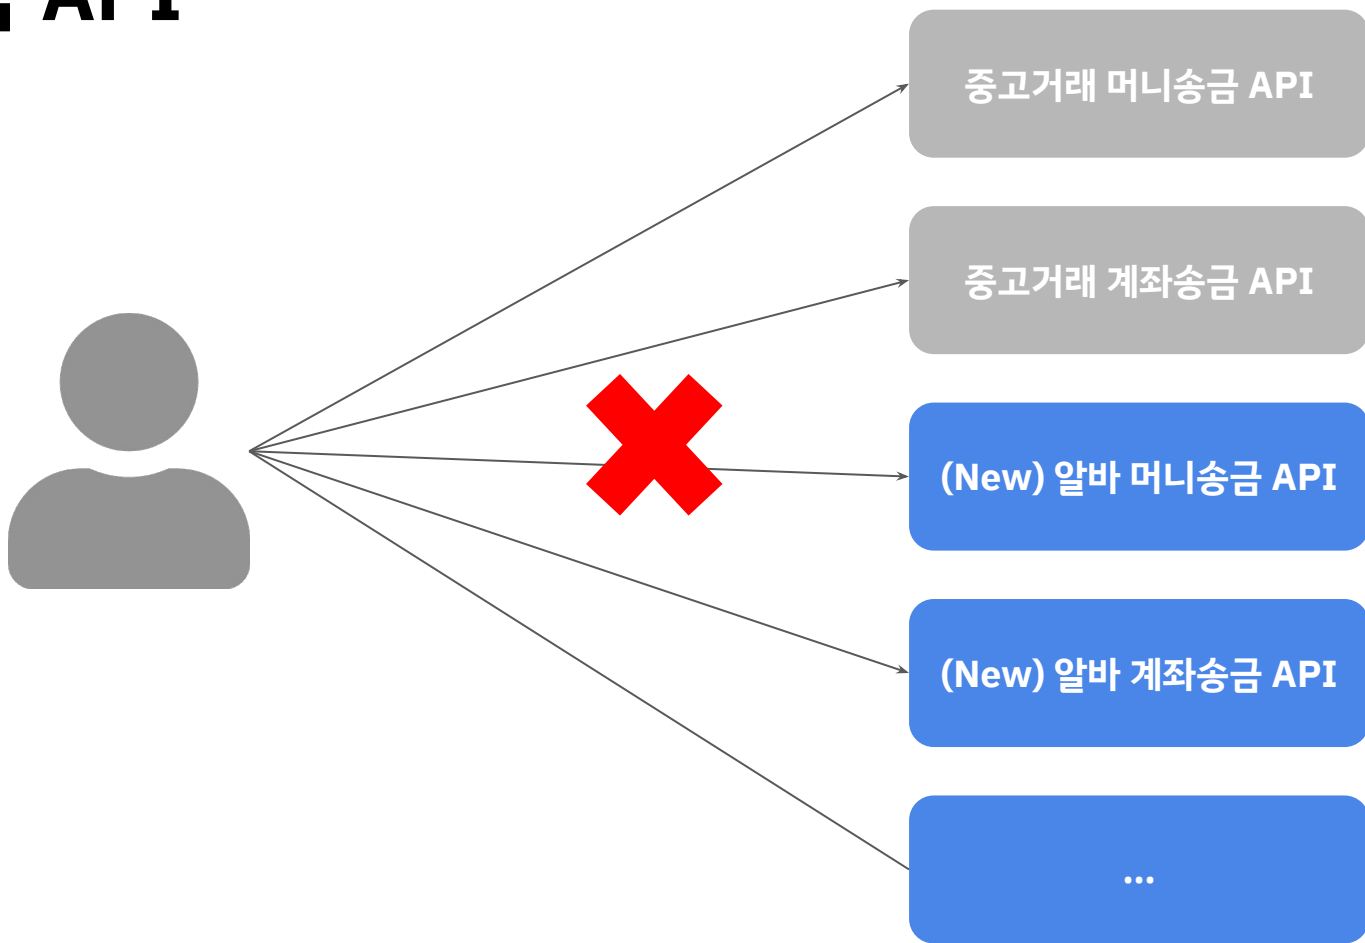 API
중고거래 머니송금 API
중고거래 계좌송금 API
(New) 알바 머니송금 API
(New) 알바 계좌송금 API
...